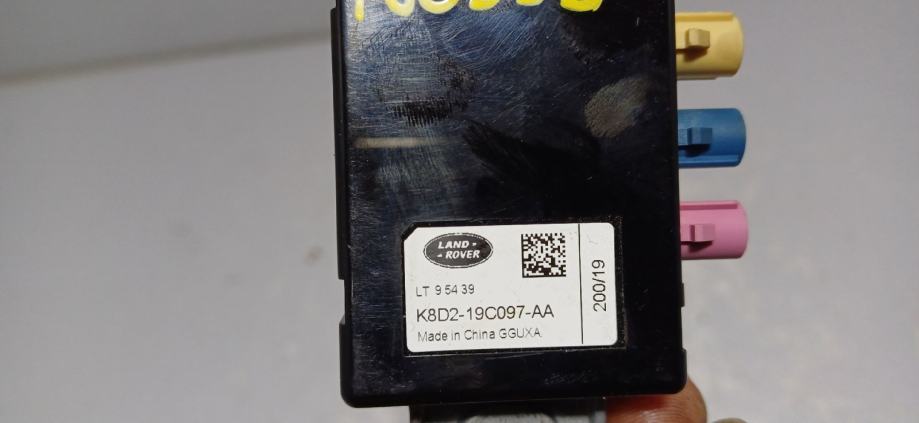 LAND-
-ROVER
LT 9 54 39
K8D2-19C097-AA
Made in China GGUXA
200/19